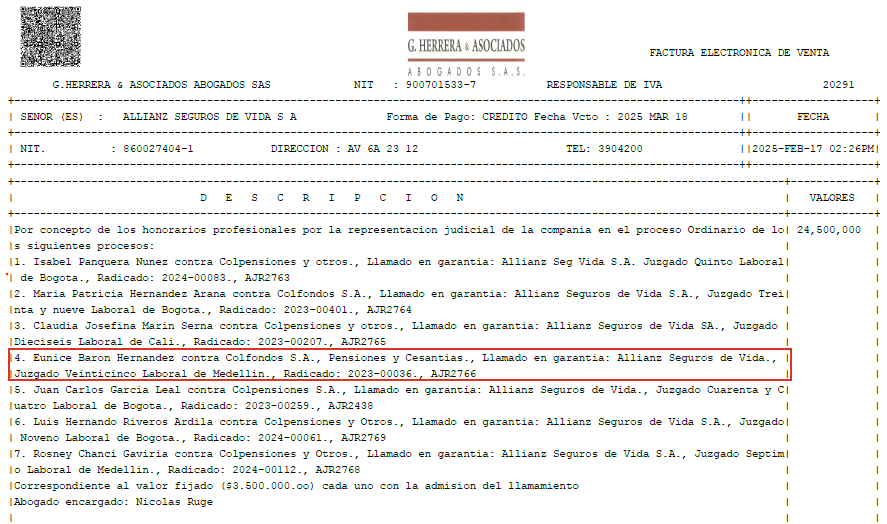 G. HERRERA & ASOCIADOS
ABOGADOS S.A.S.
FACTURA ELECTRONICA DE VENTA
G.HERRERA & ASOCIADOS ABOGADOS SAS NIT : 900701533-7 RESPONSABLE DE IVA 20291
SENOR (ES) : ALLIANZ SEGUROS DE VIDA S A Forma de Pago: CREDITO Fecha Vcto : 2025 MAR 18 FECHA
NIT. : 860027404-1 DIRECCION : AV 6A 23 12 TEL: 3904200 2025-FEB-17 02:26PM
D E S C R I P C I O N VALORES
Por concepto de los honorarios profesionales por la representacion judicial de la compania en el proceso Ordinario de lo 24,500,000
s siguientes procesos:
1. Isabel Panquera Nunez contra Colpensiones y otros., Llamado en garantia: Allianz Seg Vida S.A. Juzgado Quinto Laboral
de Bogota., Radicado: 2024-00083., AJR2763
2. Maria Patricia Hernandez Arana contra Colfondos S.A., Llamado en garantia: Allianz Seguros de Vida S.A., Juzgado Trei
nta y nueve Laboral de Bogota., Radicado: 2023-00401., AJR2764
3. Claudia Josefina Marin Serna contra Colpensiones y otros., Llamado en garantia: Allianz Seguros de Vida SA., Juzgado
Dieciseis Laboral de Cali., Radicado: 2023-00207., AJR2765
4. Eunice Baron Hernandez contra Colfondos S.A., Pensiones y Cesantias., Llamado en garantia: Allianz Seguros de Vida.,
Juzgado Veinticinco Laboral de Medellin., Radicado: 2023-00036., AJR2766
5. Juan Carlos Garcia Leal contra Colpensiones S.A., Llamado en garantia: Allianz Seguros de Vida., Juzgado Cuarenta y C
uatro Laboral de Bogota., Radicado: 2023-00259., AJR2438
6. Luis Hernando Riveros Ardila contra Colpensiones y Otros., Llamado en garantia: Allianz Seguros de Vida S.A., Juzgado
Noveno Laboral de Bogota., Radicado: 2024-00061., AJR2769
7. Rosney Chanci Gaviria contra Colpensiones y Otros., Llamado en garantia: Allianz Seguros de Vida S.A., Juzgado Septim
o Laboral de Medellin., Radicado: 2024-00112., AJR2768
Correspondiente al valor fijado ($3.500.000.oo) cada uno con la admision del llamamiento
Abogado encargado: Nicolas Ruge